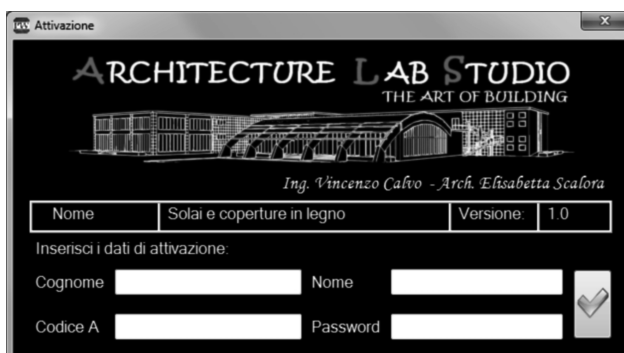 Attivazione
ARCHITECTURE LAB STUDIO
THE ART OF BUILDING
Ing. Vincenzo Calvo - Arch. Elisabetta Scalora
Nome Solai e coperture in legno Versione: 1.0
Inserisci i dati di attivazione:
Cognome Nome
Codice A Password